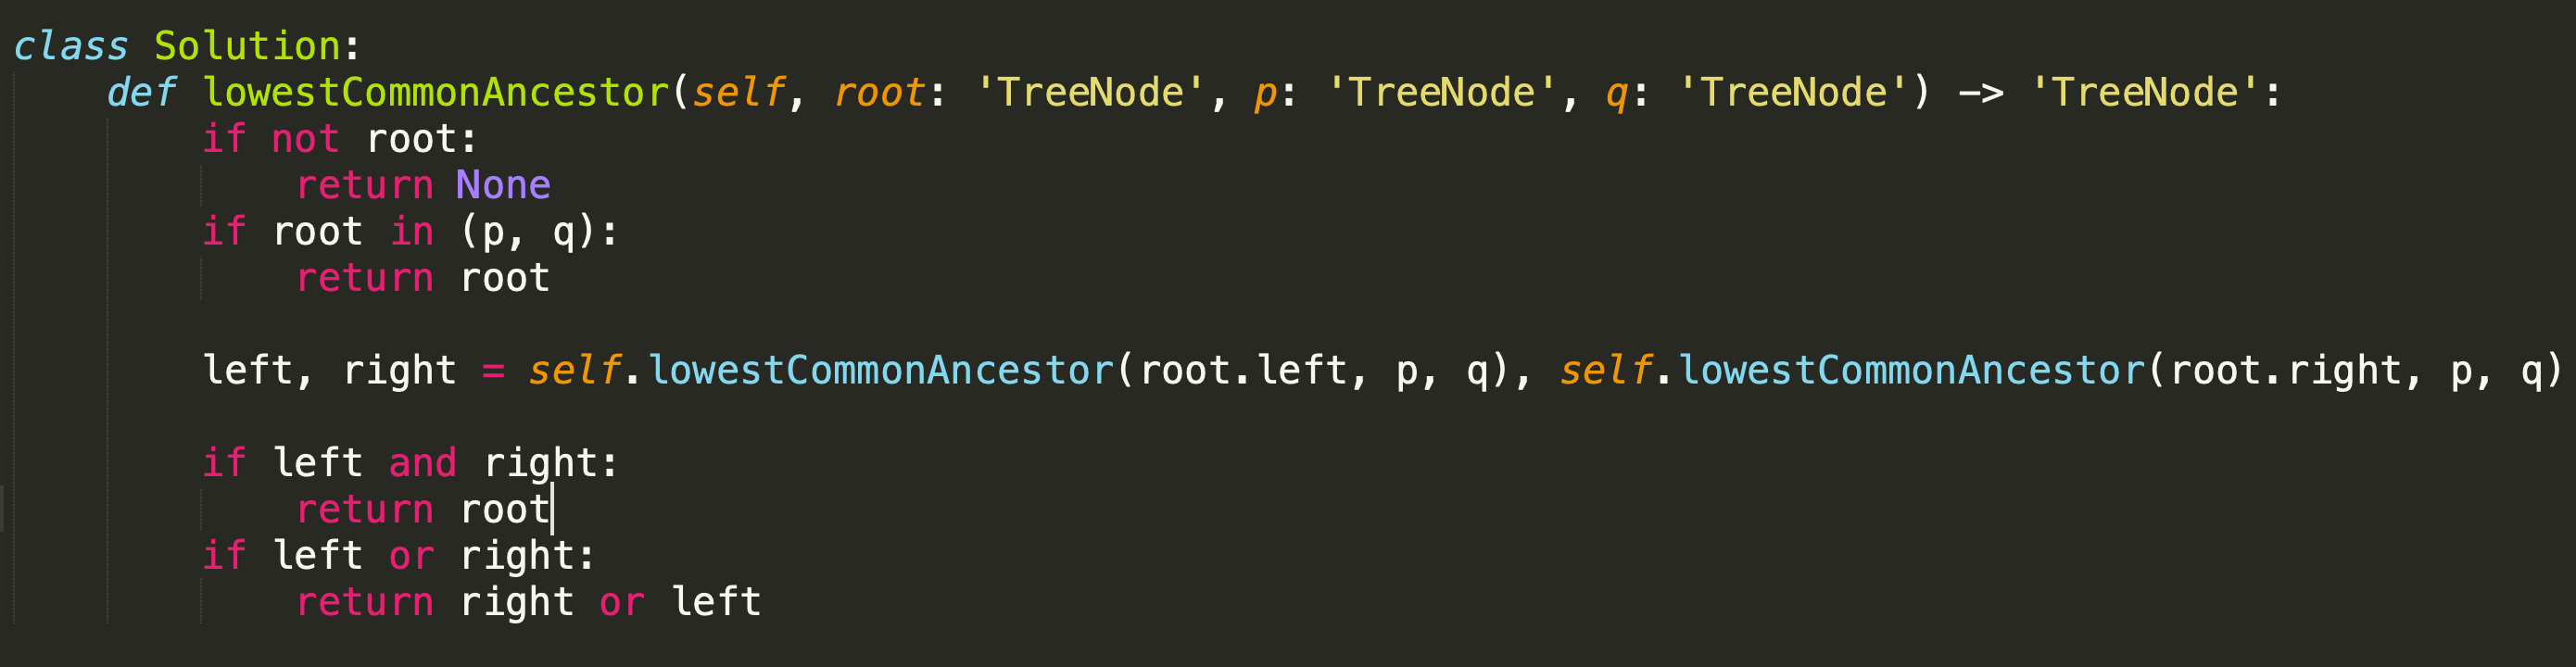 class Solution:
    def lowestCommonAncestor(self, root: 'TreeNode', p: 'TreeNode', q: 'TreeNode') -> 'TreeNode':
        if not root:
            return None
        if root in (p, q):
            return root

        left, right = self.lowestCommonAncestor(root.left, p, q), self.lowestCommonAncestor(root.right, p, q)

        if left and right:
            return root
        if left or right:
            return right or left